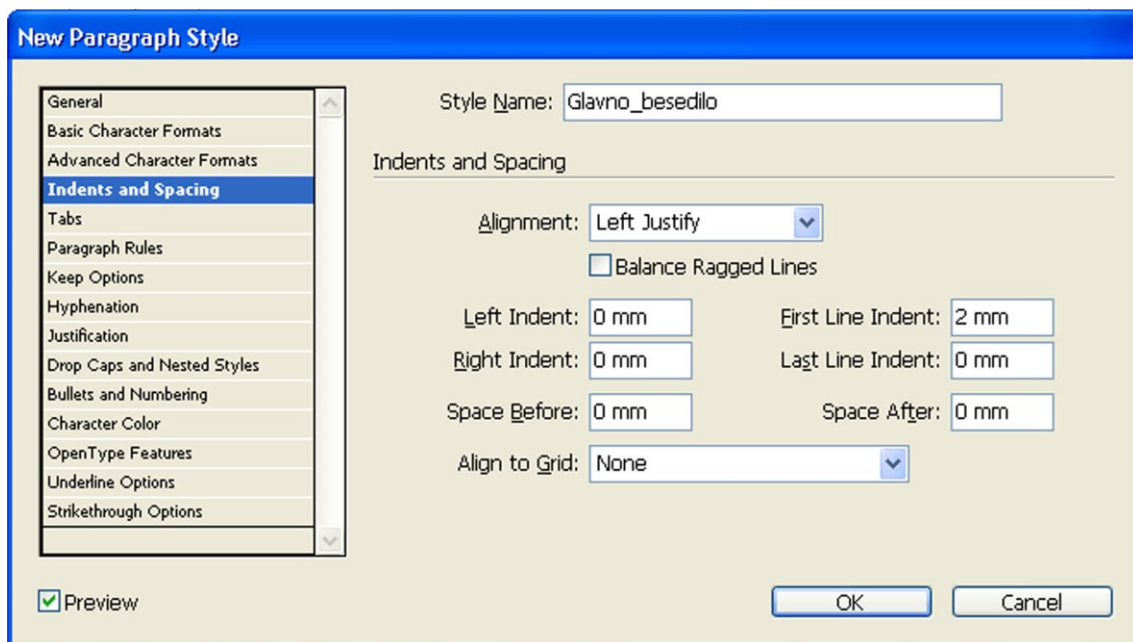 New Paragraph Style
General
Basic Character Formats
Advanced Character Formats
Indents and Spacing
Tabs
Paragraph Rules
Keep Options
Hyphenation
Justification
Drop Caps and Nested Styles
Bullets and Numbering
Character Color
OpenType Features
Underline Options
Strikethrough Options
Style Name: Glavno_besedilo
Indents and Spacing
Alignment: Left Justify
Balance Ragged Lines
Left Indent: 0 mm First Line Indent: 2 mm
Right Indent: 0 mm Last Line Indent: 0 mm
Space Before: 0 mm Space After: 0 mm
Align to Grid: None
Preview OK Cancel